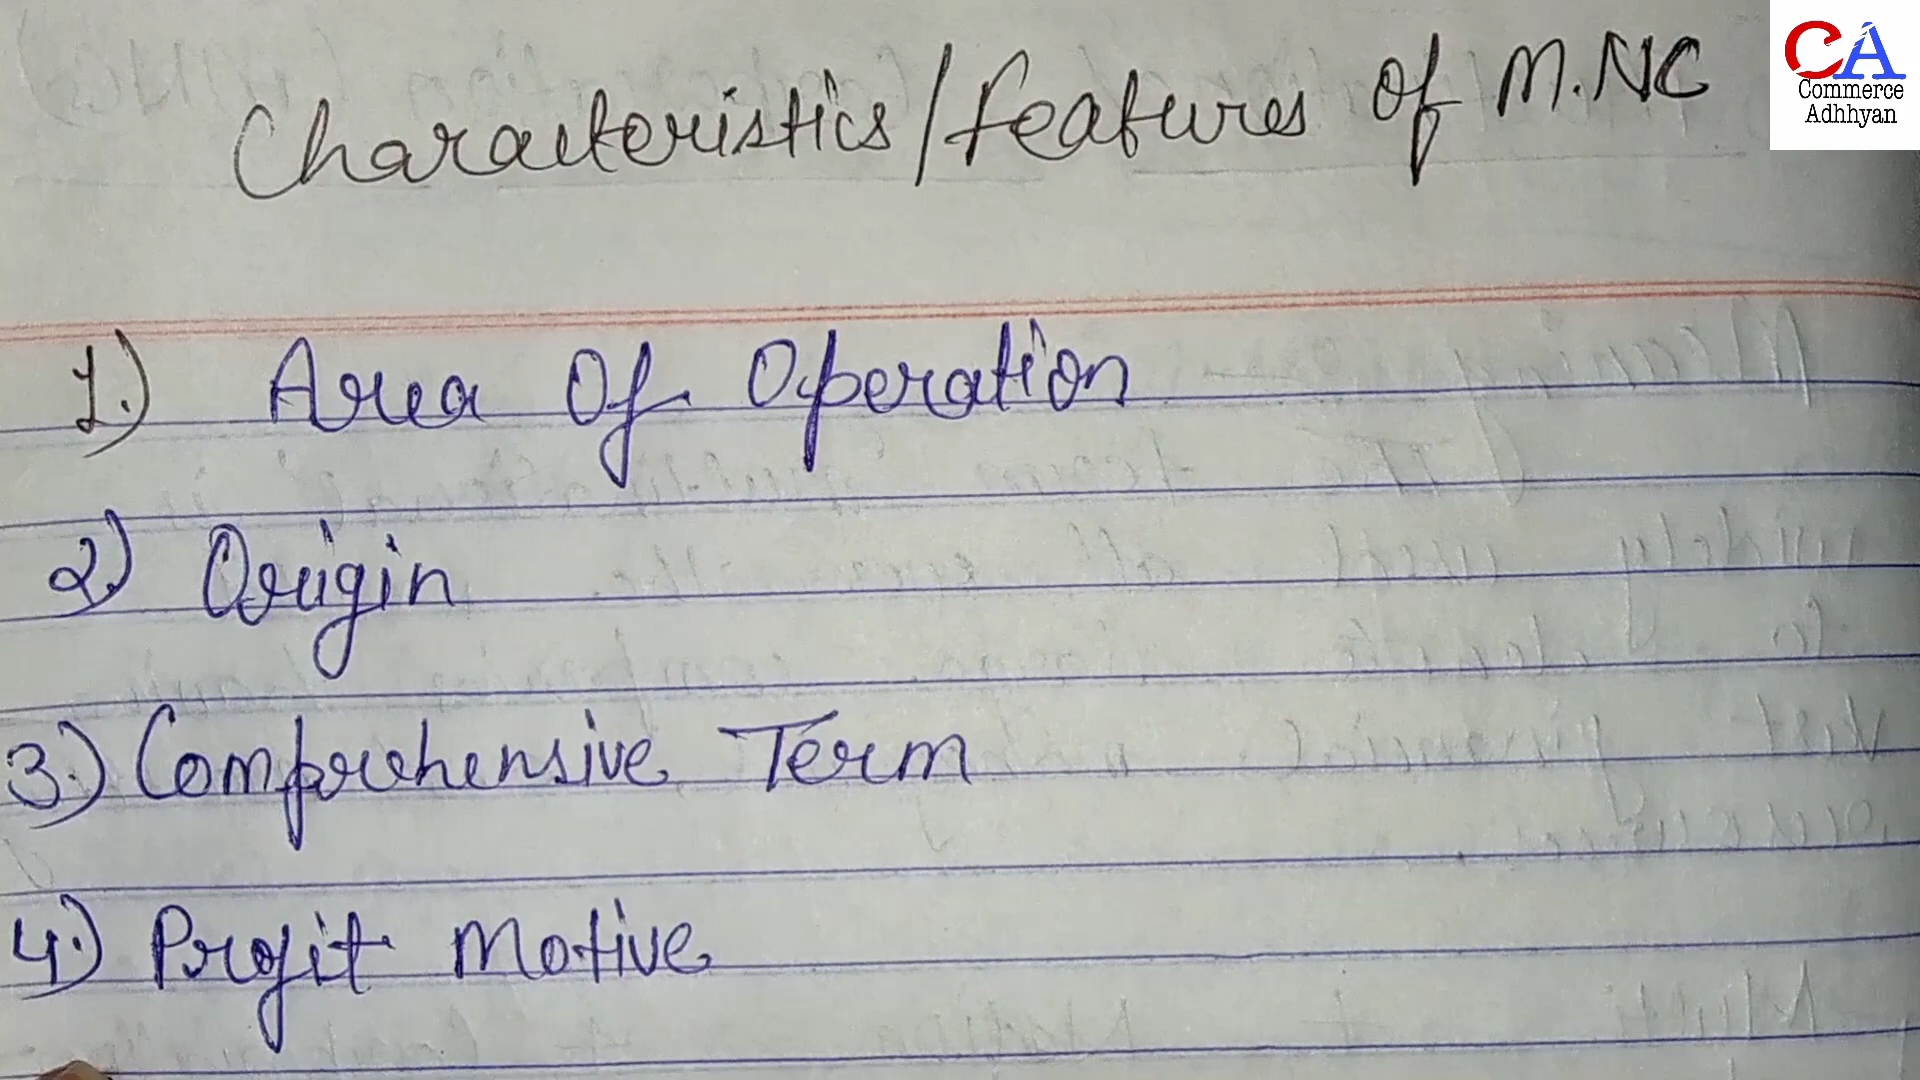 Characteristics/Features Of M.NC
CA
Commerce
Adhhyan
1.) Area Of Operation
2.) Origin
3.) Comprehensive Term
4.) Profit Motive